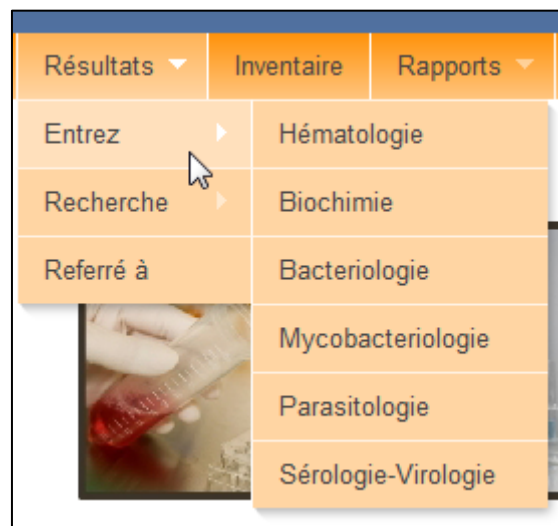 Résultats Inventaire Rapports
Entrez
Recherche
Referré à
Hématologie
Biochimie
Bacteriologie
Mycobacteriologie
Parasitologie
Sérologie-Virologie